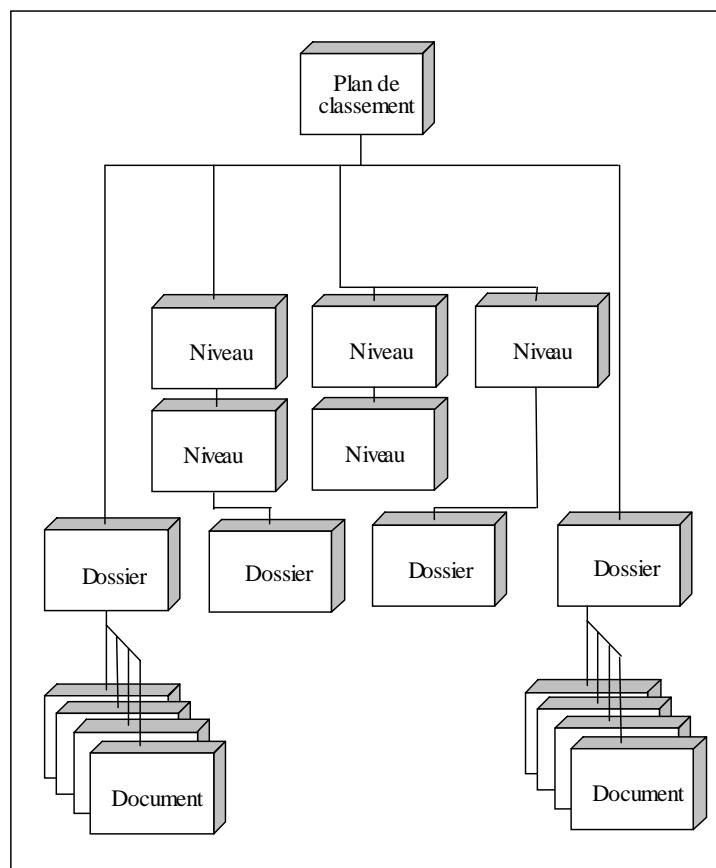 Plan de
classement
Niveau
Niveau
Niveau
Niveau
Niveau
Dossier
Dossier
Dossier
Dossier
Document
Document